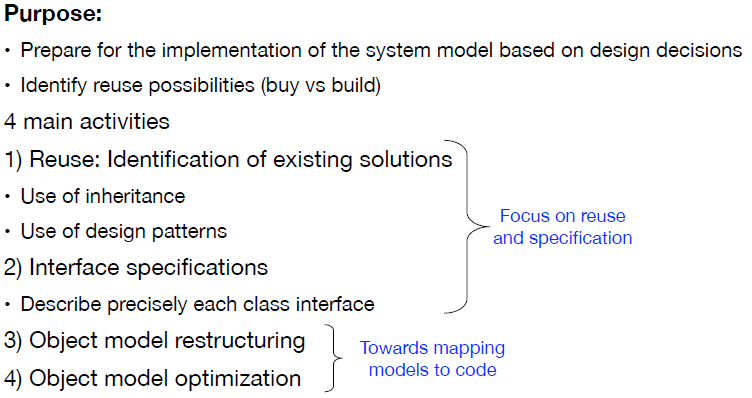 Purpose:
• Prepare for the implementation of the system model based on design decisions
• Identify reuse possibilities (buy vs build)
4 main activities
1) Reuse: Identification of existing solutions
• Use of inheritance
• Use of design patterns
2) Interface specifications
• Describe precisely each class interface
Focus on reuse
and specification
3) Object model restructuring
4) Object model optimization
Towards mapping
models to code